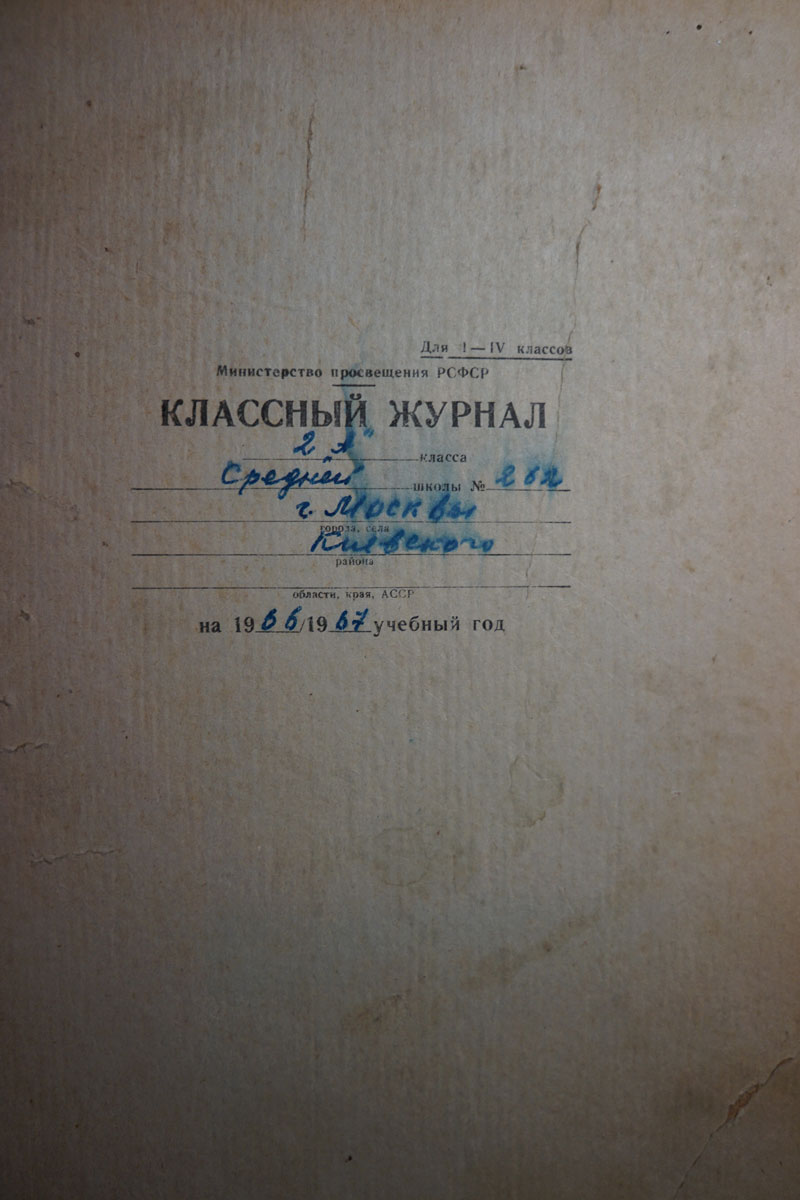 Для I—IV классов
Министерство просвещения РСФСР
КЛАССНЫЙ ЖУРНАЛ
2 „А" класса
Средней школы №
г. Москвы
города, села
Киевского
района
области, края, АССР
на 1966/1967 учебный год